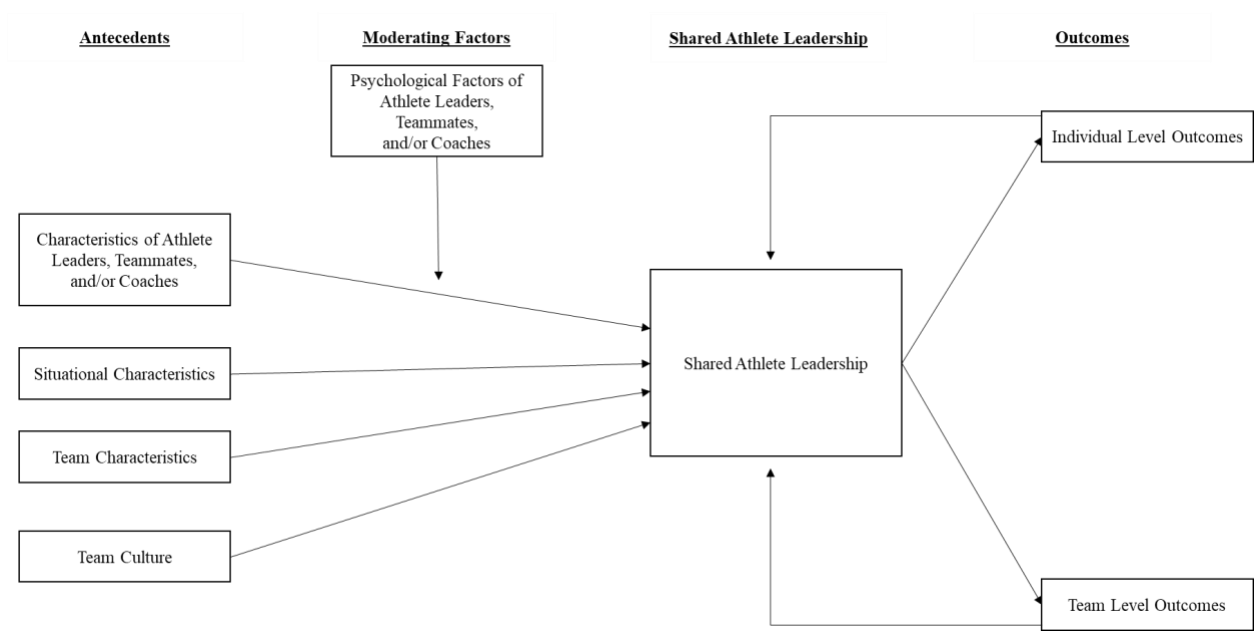 Antecedents
Moderating Factors
Shared Athlete Leadership
Outcomes
Psychological Factors of
Athlete Leaders,
Teammates,
and/or Coaches
Individual Level Outcomes
Characteristics of Athlete
Leaders, Teammates,
and/or Coaches
Shared Athlete Leadership
Situational Characteristics
Team Characteristics
Team Culture
Team Level Outcomes